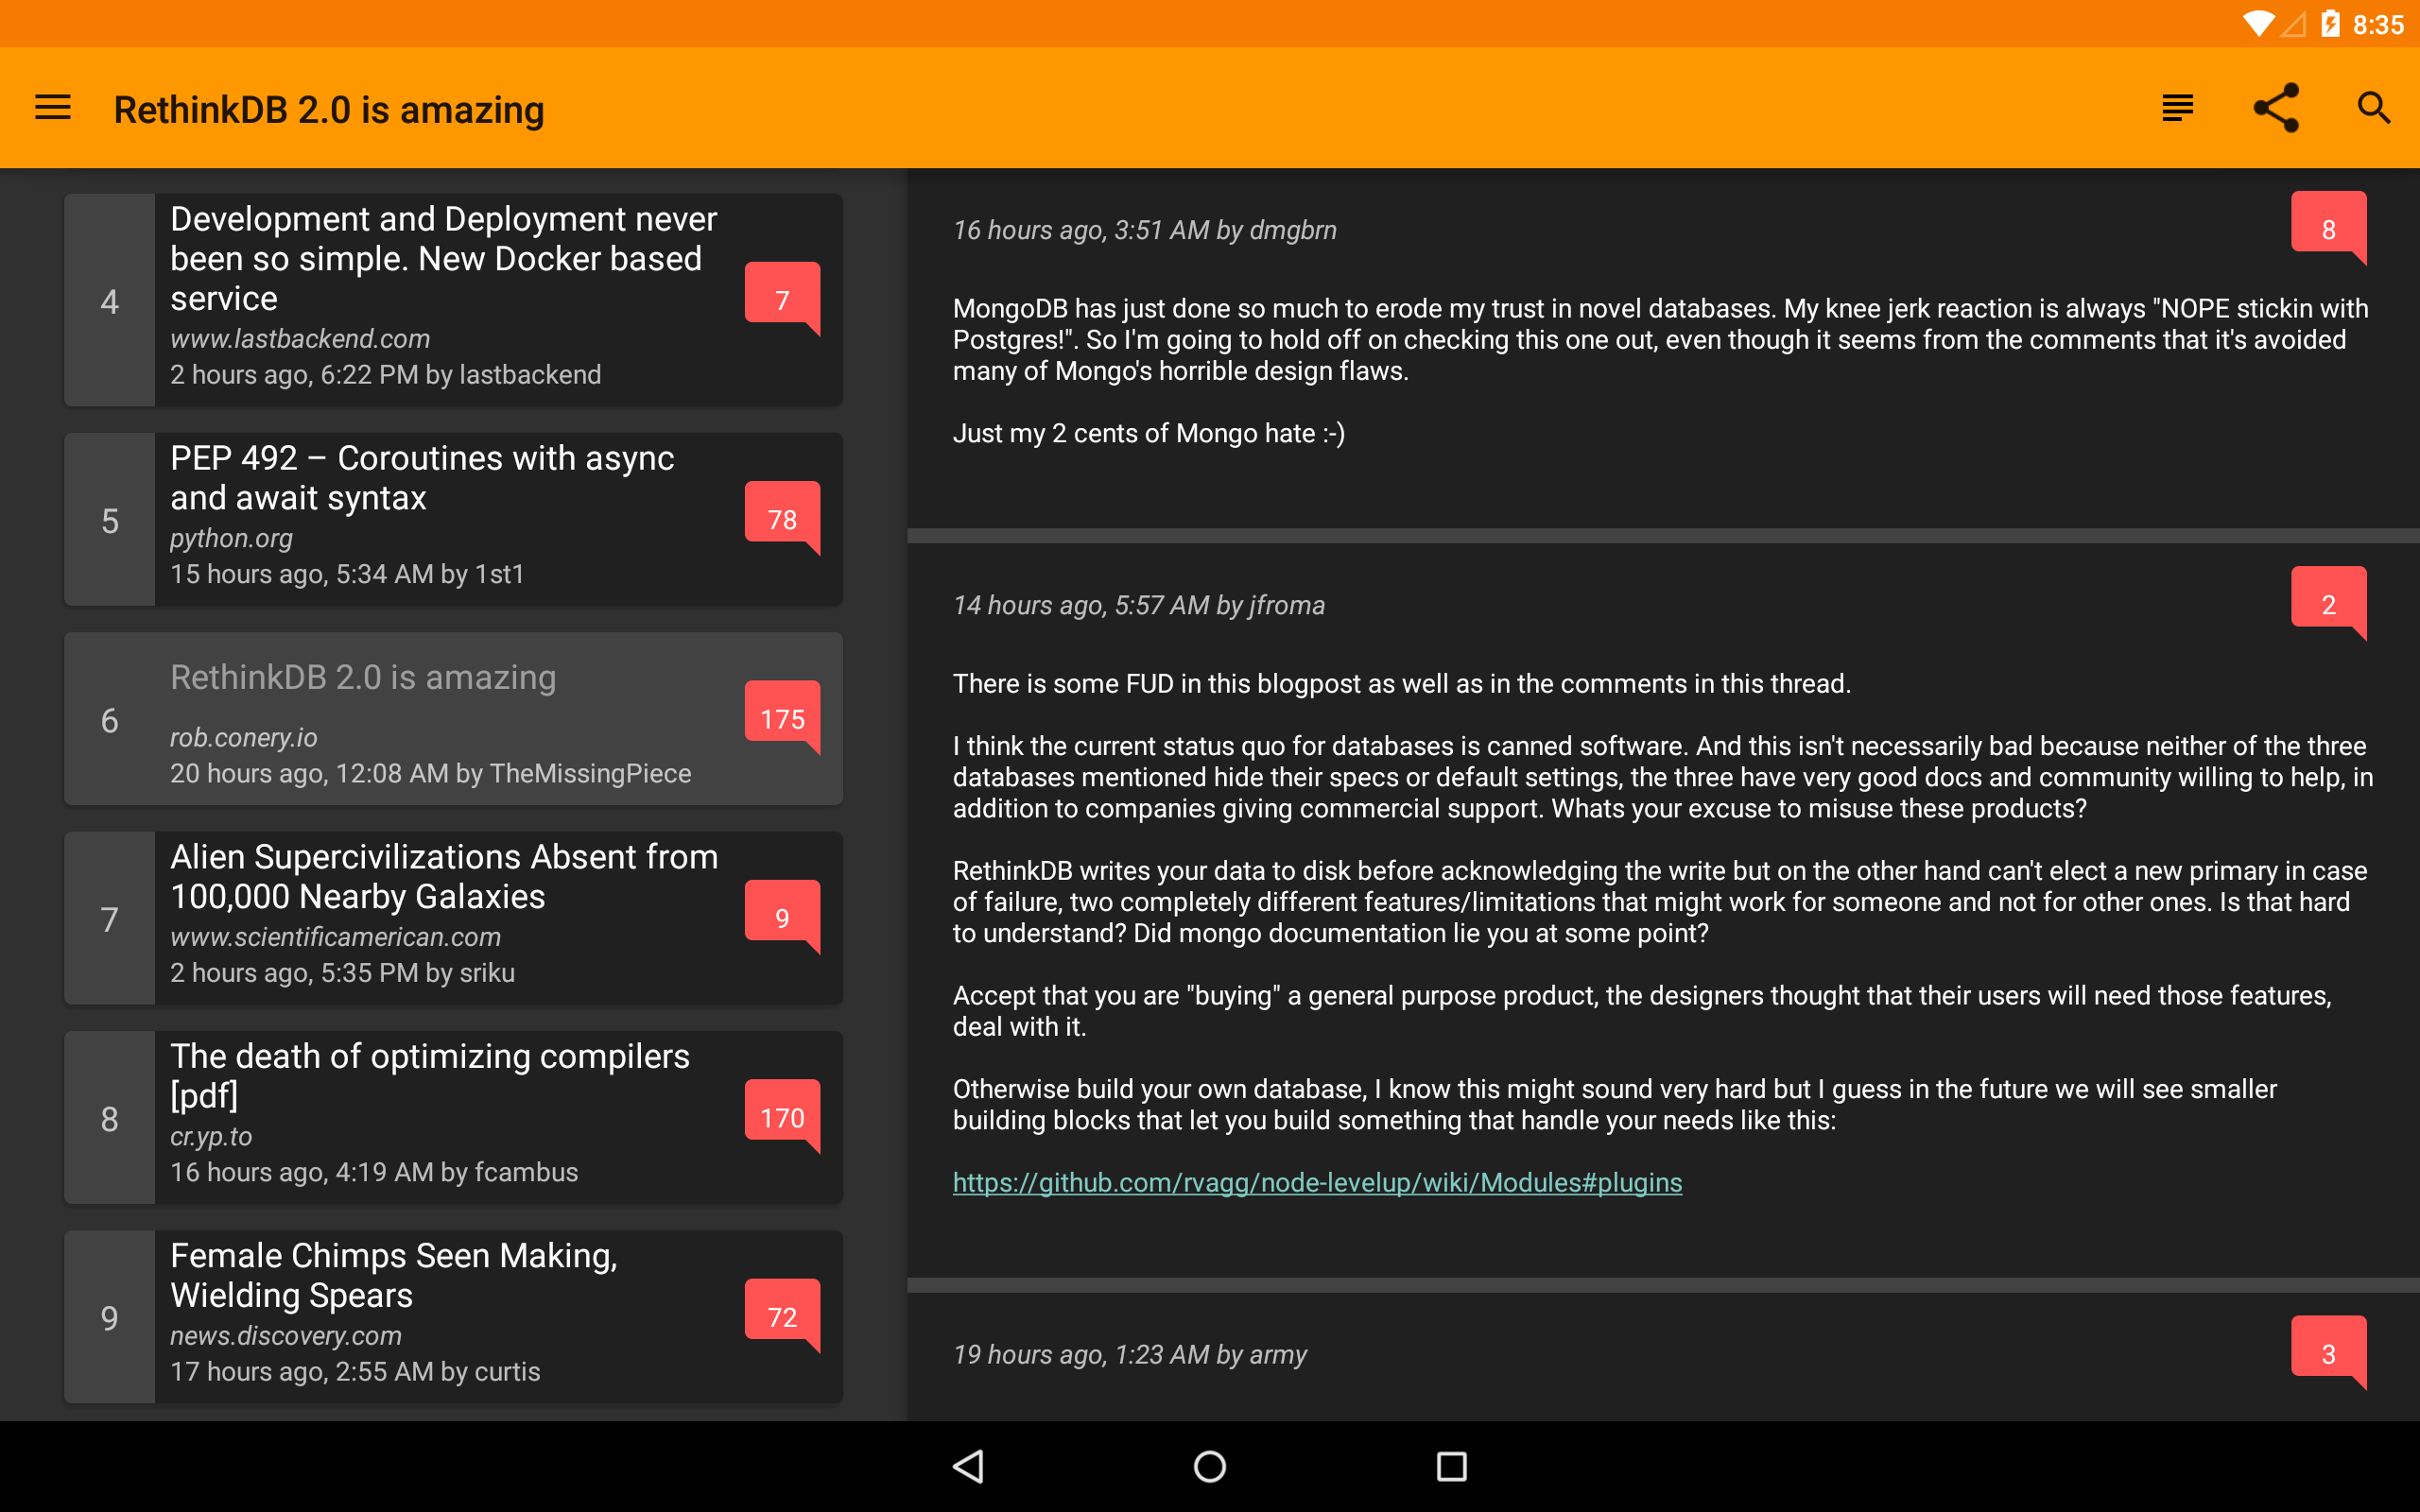 8:35
RethinkDB 2.0 is amazing
4
Development and Deployment never
been so simple. New Docker based
service
www.lastbackend.com
2 hours ago, 6:22 PM by lastbackend
7
5
PEP 492 – Coroutines with async
and await syntax
python.org
15 hours ago, 5:34 AM by 1st1
78
6
RethinkDB 2.0 is amazing
rob.conery.io
20 hours ago, 12:08 AM by TheMissingPiece
175
7
Alien Supercivilizations Absent from
100,000 Nearby Galaxies
www.scientificamerican.com
2 hours ago, 5:35 PM by sriku
9
8
The death of optimizing compilers
[pdf]
cr.yp.to
16 hours ago, 4:19 AM by fcambus
170
9
Female Chimps Seen Making,
Wielding Spears
news.discovery.com
17 hours ago, 2:55 AM by curtis
72
16 hours ago, 3:51 AM by dmgbrn
8
MongoDB has just done so much to erode my trust in novel databases. My knee jerk reaction is always "NOPE stickin with
Postgres!". So I'm going to hold off on checking this one out, even though it seems from the comments that it's avoided
many of Mongo's horrible design flaws.
Just my 2 cents of Mongo hate :-)
14 hours ago, 5:57 AM by jfroma
2
There is some FUD in this blogpost as well as in the comments in this thread.
I think the current status quo for databases is canned software. And this isn't necessarily bad because neither of the three
databases mentioned hide their specs or default settings, the three have very good docs and community willing to help, in
addition to companies giving commercial support. Whats your excuse to misuse these products?
RethinkDB writes your data to disk before acknowledging the write but on the other hand can't elect a new primary in case
of failure, two completely different features/limitations that might work for someone and not for other ones. Is that hard
to understand? Did mongo documentation lie you at some point?
Accept that you are "buying" a general purpose product, the designers thought that their users will need those features,
deal with it.
Otherwise build your own database, I know this might sound very hard but I guess in the future we will see smaller
building blocks that let you build something that handle your needs like this:
https://github.com/rvagg/node-levelup/wiki/Modules#plugins
19 hours ago, 1:23 AM by army
3